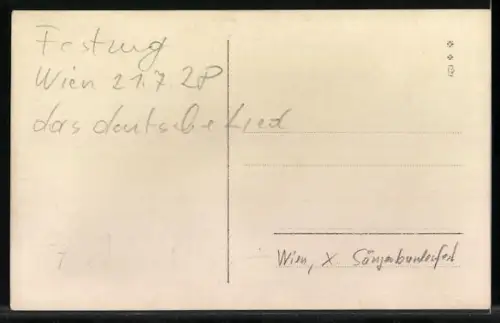 Festzug
Wien 21.7.28
das deutsche Lied
Wien, X. Sängerbundesfest